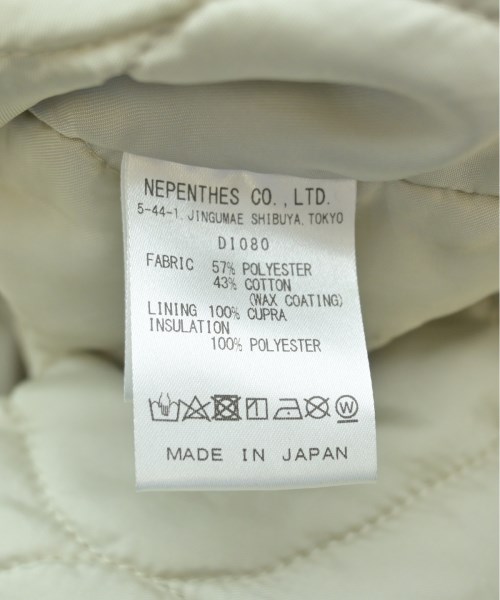 NEPENTHES CO.,LTD.
5-44-1, JINGUMAE SHIBUYA, TOKYO
DI080
FABRIC 57% POLYESTER
43% COTTON
(WAX COATING)
LINING 100% CUPRA
INSULATION
100% POLYESTER
W
MADE IN JAPAN